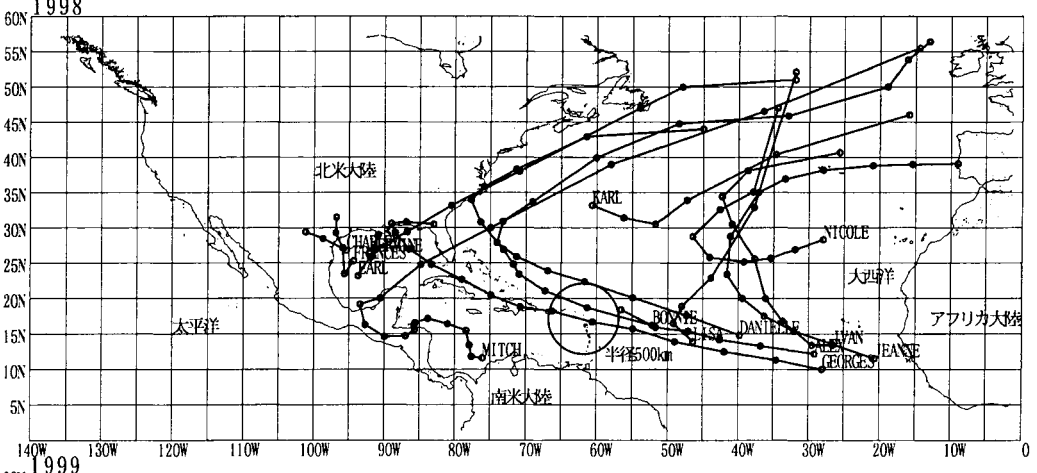 1998
60N
55N
50N
45N
40N
35N
30N
25N
20N
15N
10N
5N
北米大陸
KARL
NICOLE
FRANCES
EARL
大西洋
太平洋
BONNIE
LISA
DANIELLE
IVAN
アフリカ大陸
MITCH
半径500km
GEORGES
JEANNE
南米大陸
140W 130W 120W 110W 100W 90W 80W 70W 60W 50W 40W 30W 20W 10W 0
1999